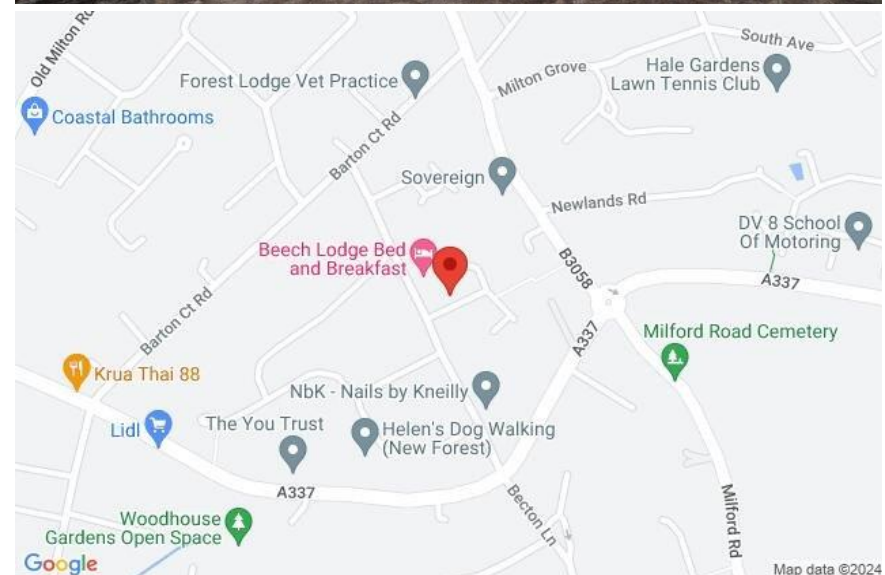 Old Milton Rd
South Ave
Hale Gardens
Lawn Tennis Club
Forest Lodge Vet Practice
Milton Grove
Coastal Bathrooms
Barton Ct Rd
Sovereign
Newlands Rd
DV 8 School
Of Motoring
Beech Lodge Bed
and Breakfast
B3058
A337
Barton Ct Rd
A337
Milford Road Cemetery
Krua Thai 88
NbK - Nails by Kneilly
Lidl
The You Trust
Helen's Dog Walking
(New Forest)
A337
Becton Ln
Milford Rd
Woodhouse
Gardens Open Space
Google
Map data ©2024